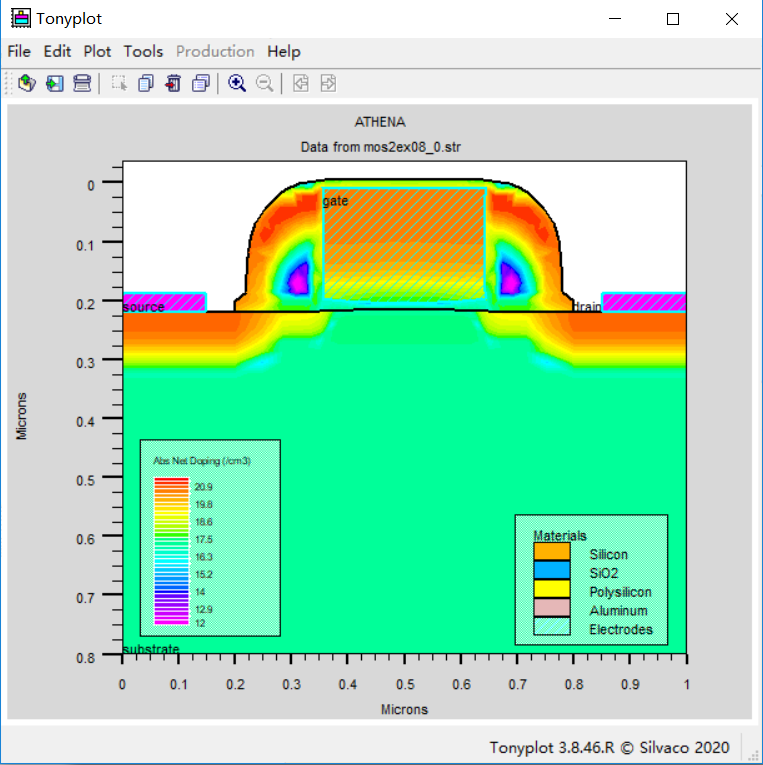 Tonyplot
File Edit Plot Tools Production Help
ATHENA
Data from mos2ex08_0.str
0
0.1
0.2
0.3
0.4
0.5
0.6
0.7
0.8
Microns
gate
source
drain
Abs Net Doping (/cm3)
20.9
19.8
18.6
17.5
16.3
15.2
14
12.9
12
Materials
Silicon
SiO2
Polysilicon
Aluminum
Electrodes
substrate
0 0.1 0.2 0.3 0.4 0.5 0.6 0.7 0.8 0.9 1
Microns
Tonyplot 3.8.46.R © Silvaco 2020